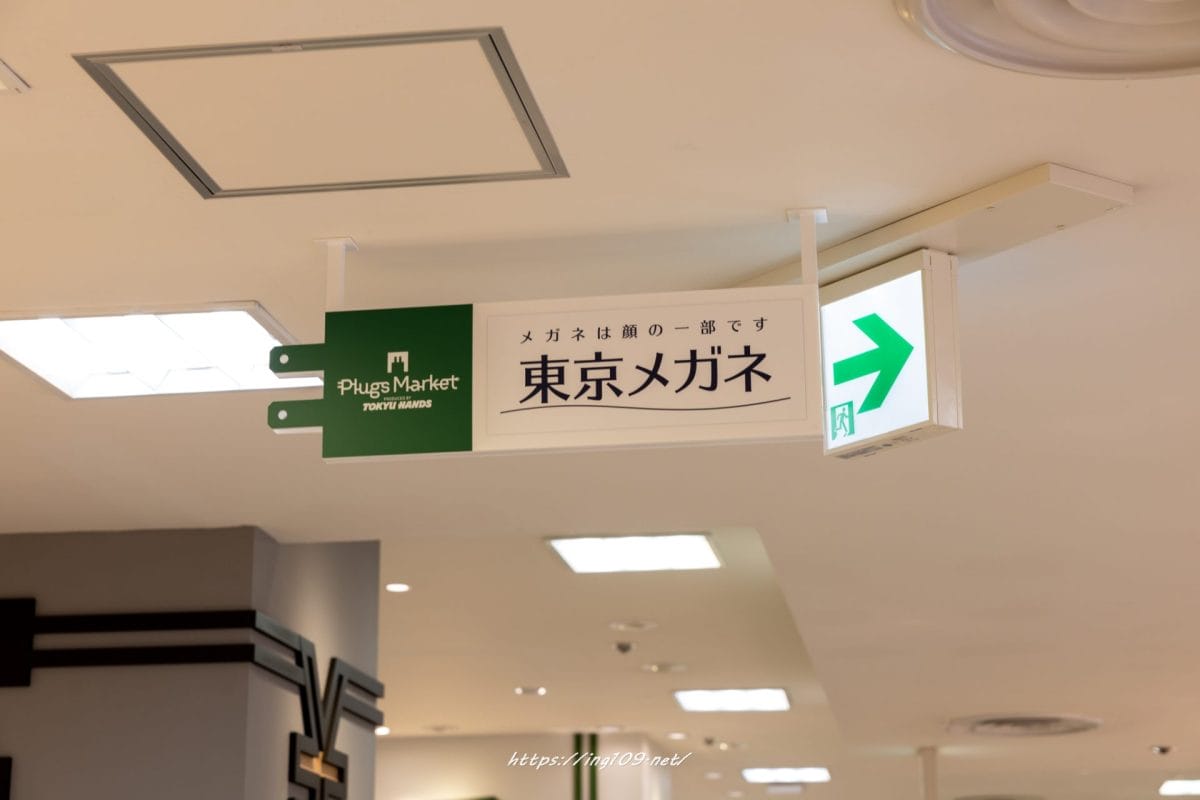 Plugs Market
PRODUCED BY
TOKYU HANDS
メガネは顔の一部です
東京メガネ
https://ing109.net/